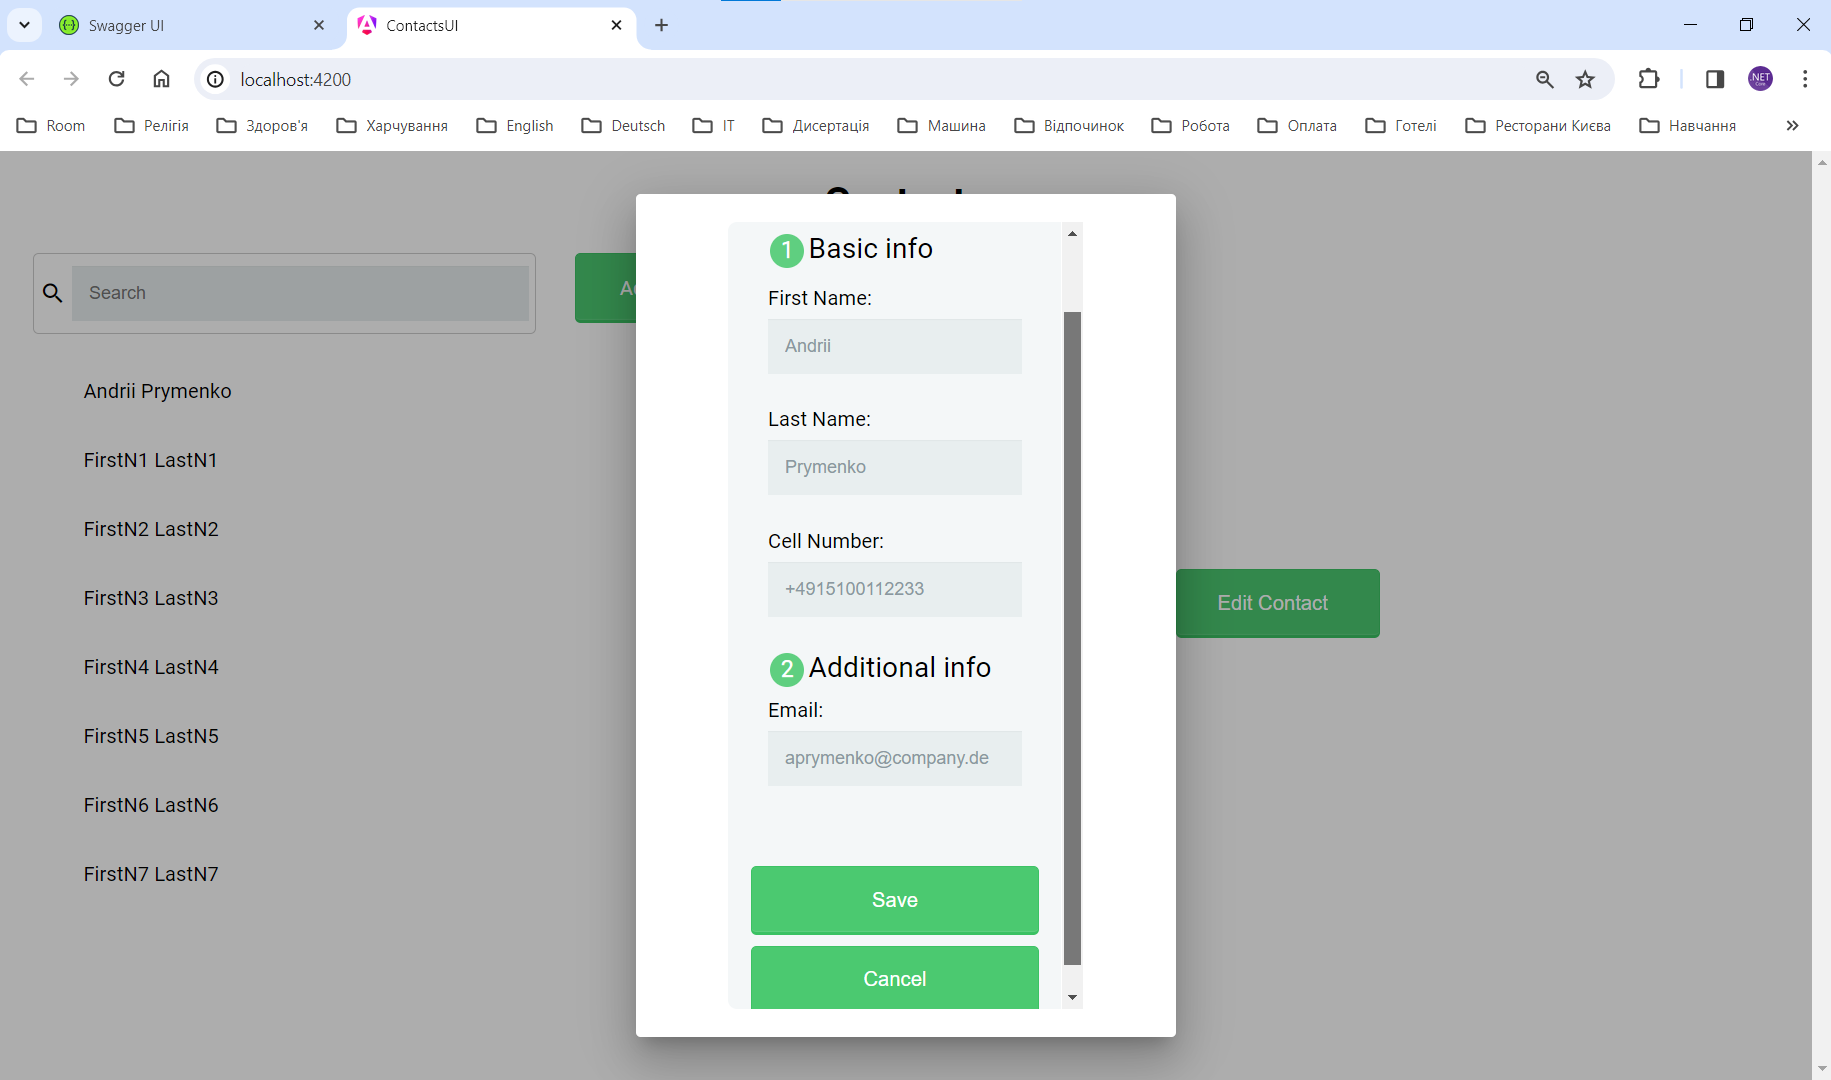 Swagger UI
ContactsUI
localhost:4200
.NET
Room
Релігія
Здоров'я
Харчування
English
Deutsch
IT
Дисертація
Машина
Відпочинок
Робота
Оплата
Готелі
Ресторани Києва
Навчання
Search
Andrii Prymenko
FirstN1 LastN1
FirstN2 LastN2
FirstN3 LastN3
FirstN4 LastN4
FirstN5 LastN5
FirstN6 LastN6
FirstN7 LastN7
1 Basic info
First Name:
Andrii
Last Name:
Prymenko
Cell Number:
+4915100112233
2 Additional info
Email:
aprymenko@company.de
Save
Cancel
Edit Contact